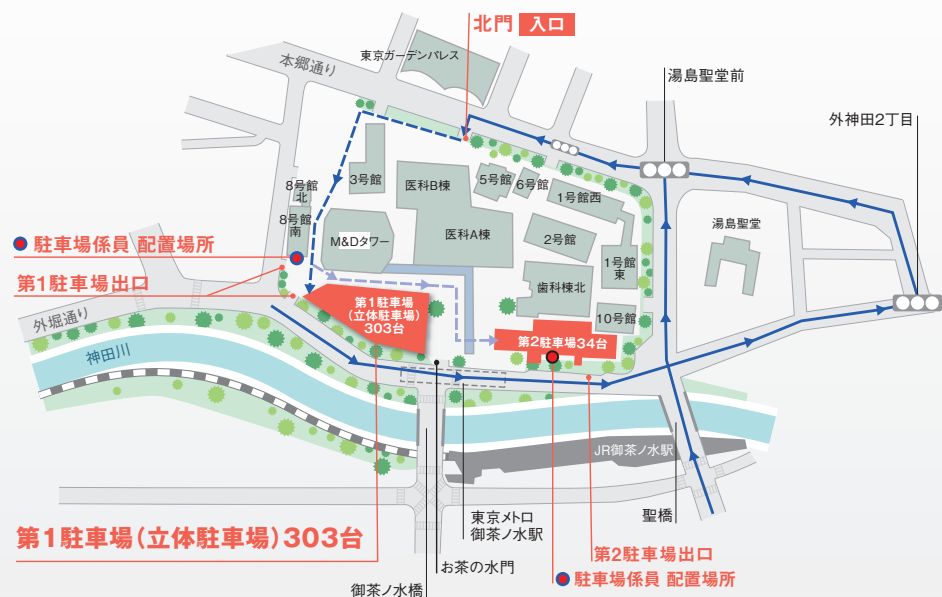 北門 入口
東京ガーデンパレス
本郷通り
湯島聖堂前
外神田2丁目
3号館
医科B棟
5号館
6号館
1号館西
8号館
北
8号館
南
M&Dタワー
医科A棟
2号館
1号館
東
湯島聖堂
駐車場係員 配置場所
第1駐車場出口
歯科棟北
10号館
第1駐車場
(立体駐車場)
303台
第2駐車場34台
外堀通り
神田川
JR御茶ノ水駅
第1駐車場(立体駐車場)303台
東京メトロ
御茶ノ水駅
聖橋
第2駐車場出口
お茶の水門
駐車場係員 配置場所
御茶ノ水橋